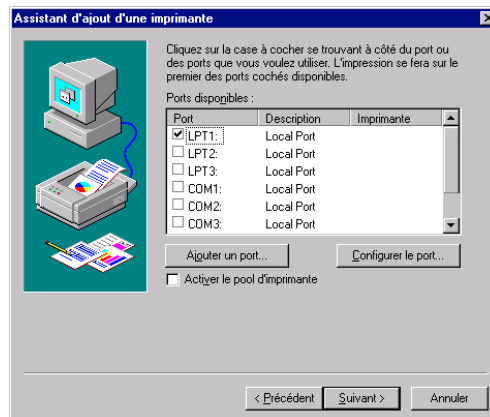 Assistant d'ajout d'une imprimante
Cliquez sur la case à cocher se trouvant à côté du port ou
des ports que vous voulez utiliser. L'impression se fera sur le
premier des ports cochés disponibles.
Ports disponibles :
Port Description Imprimante
LPT1: Local Port
LPT2: Local Port
LPT3: Local Port
COM1: Local Port
COM2: Local Port
COM3: Local Port
Ajouter un port... Configurer le port...
Activer le pool d'imprimante
< Précédent Suivant > Annuler